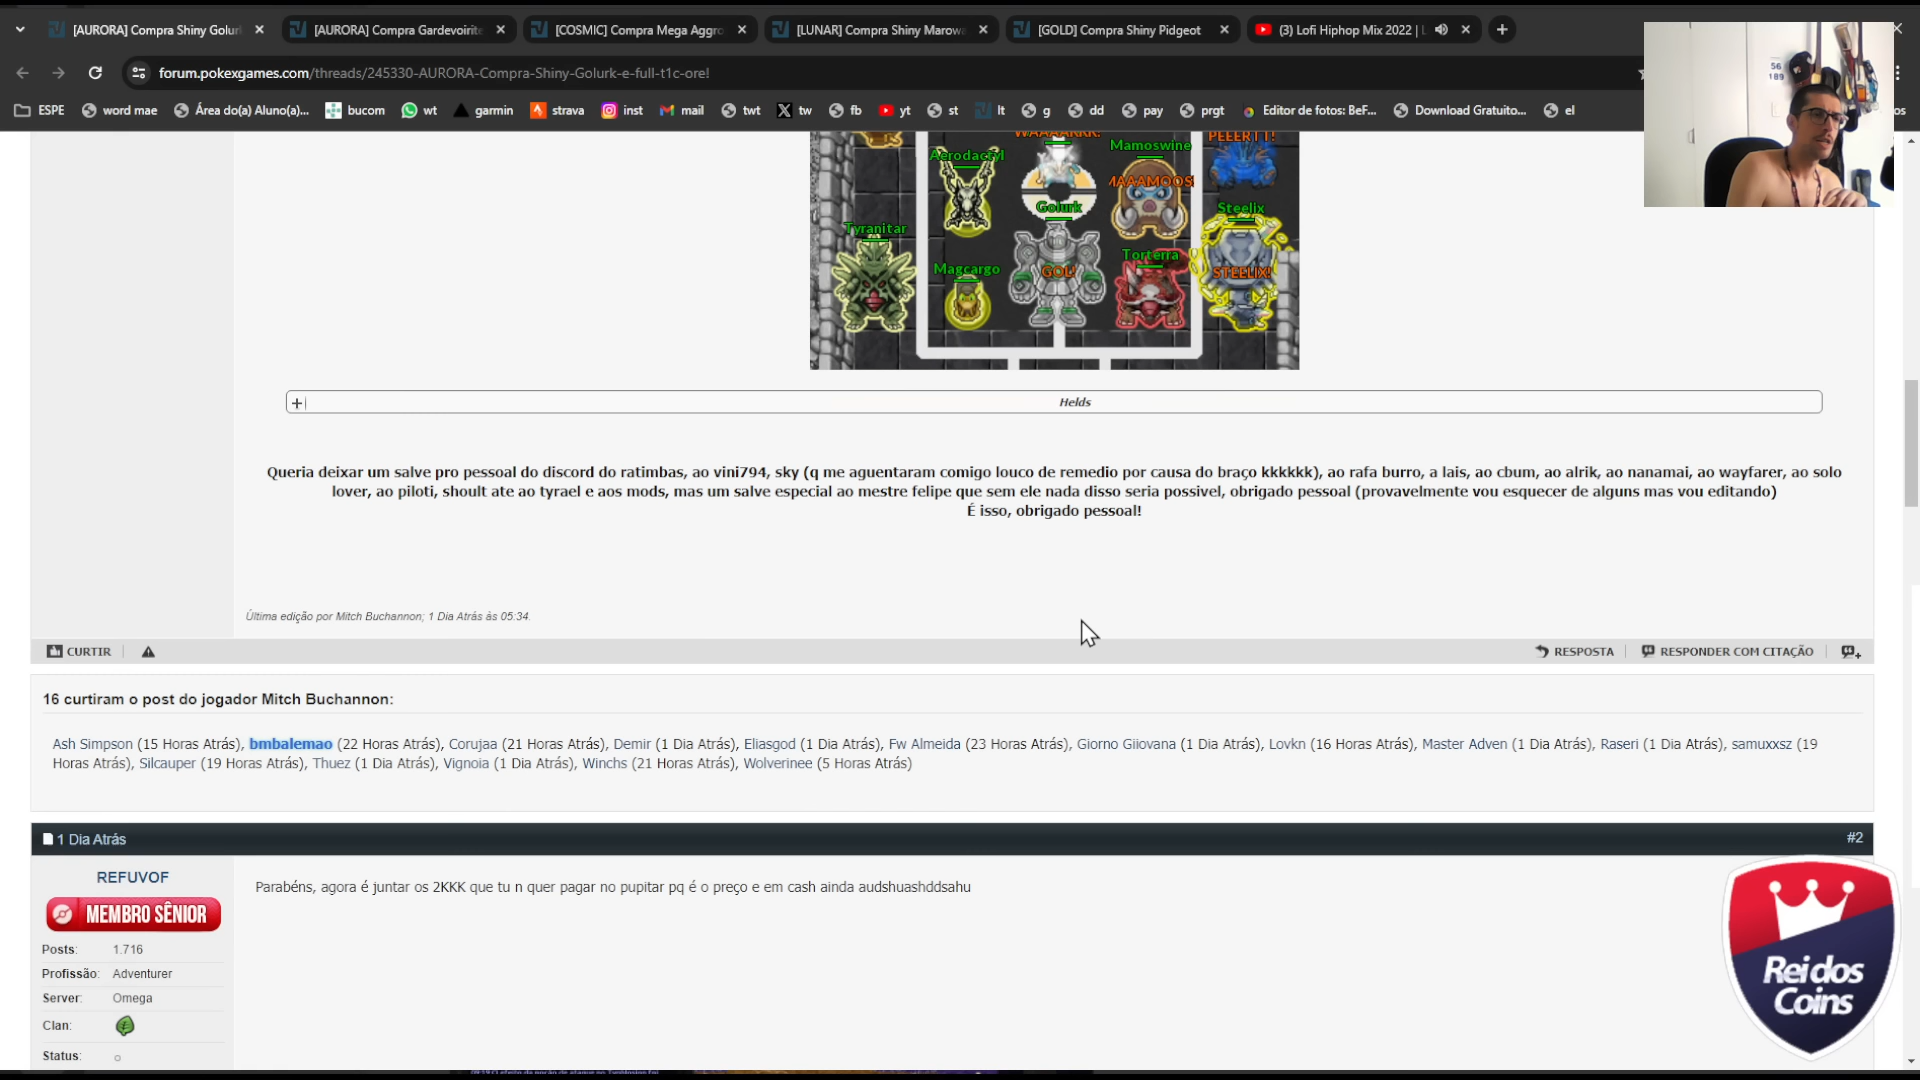 [AURORA] Compra Shiny Golur
[AURORA] Compra Gardevoirite
[COSMIC] Compra Mega Aggro
[LUNAR] Compra Shiny Marowa
[GOLD] Compra Shiny Pidgeot
(3) Lofi Hiphop Mix 2022 |
forum.pokexgames.com/threads/245330-AURORA-Compra-Shiny-Golurk-e-full-t1c-ore!
ESPE word mae Área do(a) Aluno(a)... bucom wt garmin strava inst mail twt tw fb yt st lt g dd pay prgt Editor de fotos: BeF... Download Gratuito... el
56
189
WAAAAKKK!
PEEERTT!
Aerodactyl
Mamoswine
MAAAMOOS!
Golurk
Steelix
Tyranitar
Torterra
Magcargo
GOL!
STEELIX!
+ Helds
Queria deixar um salve pro pessoal do discord do ratimbas, ao vini794, sky (q me aguentaram comigo louco de remedio por causa do braço kkkkkk), ao rafa burro, a lais, ao cbum, ao alrik, ao nanamai, ao wayfarer, ao solo
lover, ao piloti, shoult ate ao tyrael e aos mods, mas um salve especial ao mestre felipe que sem ele nada disso seria possivel, obrigado pessoal (provavelmente vou esquecer de alguns mas vou editando)
É isso, obrigado pessoal!
Última edição por Mitch Buchannon; 1 Dia Atrás às 05:34.
CURTIR
RESPOSTA
RESPONDER COM CITAÇÃO
16 curtiram o post do jogador Mitch Buchannon:
Ash Simpson (15 Horas Atrás), bmbalemao (22 Horas Atrás), Corujaa (21 Horas Atrás), Demir (1 Dia Atrás), Eliasgod (1 Dia Atrás), Fw Almeida (23 Horas Atrás), Giorno Giiovana (1 Dia Atrás), Lovkn (16 Horas Atrás), Master Adven (1 Dia Atrás), Raseri (1 Dia Atrás), samuxxsz (19
Horas Atrás), Silcauper (19 Horas Atrás), Thuez (1 Dia Atrás), Vignoia (1 Dia Atrás), Winchs (21 Horas Atrás), Wolverinee (5 Horas Atrás)
1 Dia Atrás
#2
REFUVOF
Parabéns, agora é juntar os 2KKK que tu n quer pagar no pupitar pq é o preço e em cash ainda audshuashddsahu
MEMBRO SÊNIOR
Posts: 1.716
Profissão: Adventurer
Server: Omega
Clan:
Status:
Rei dos
Coins